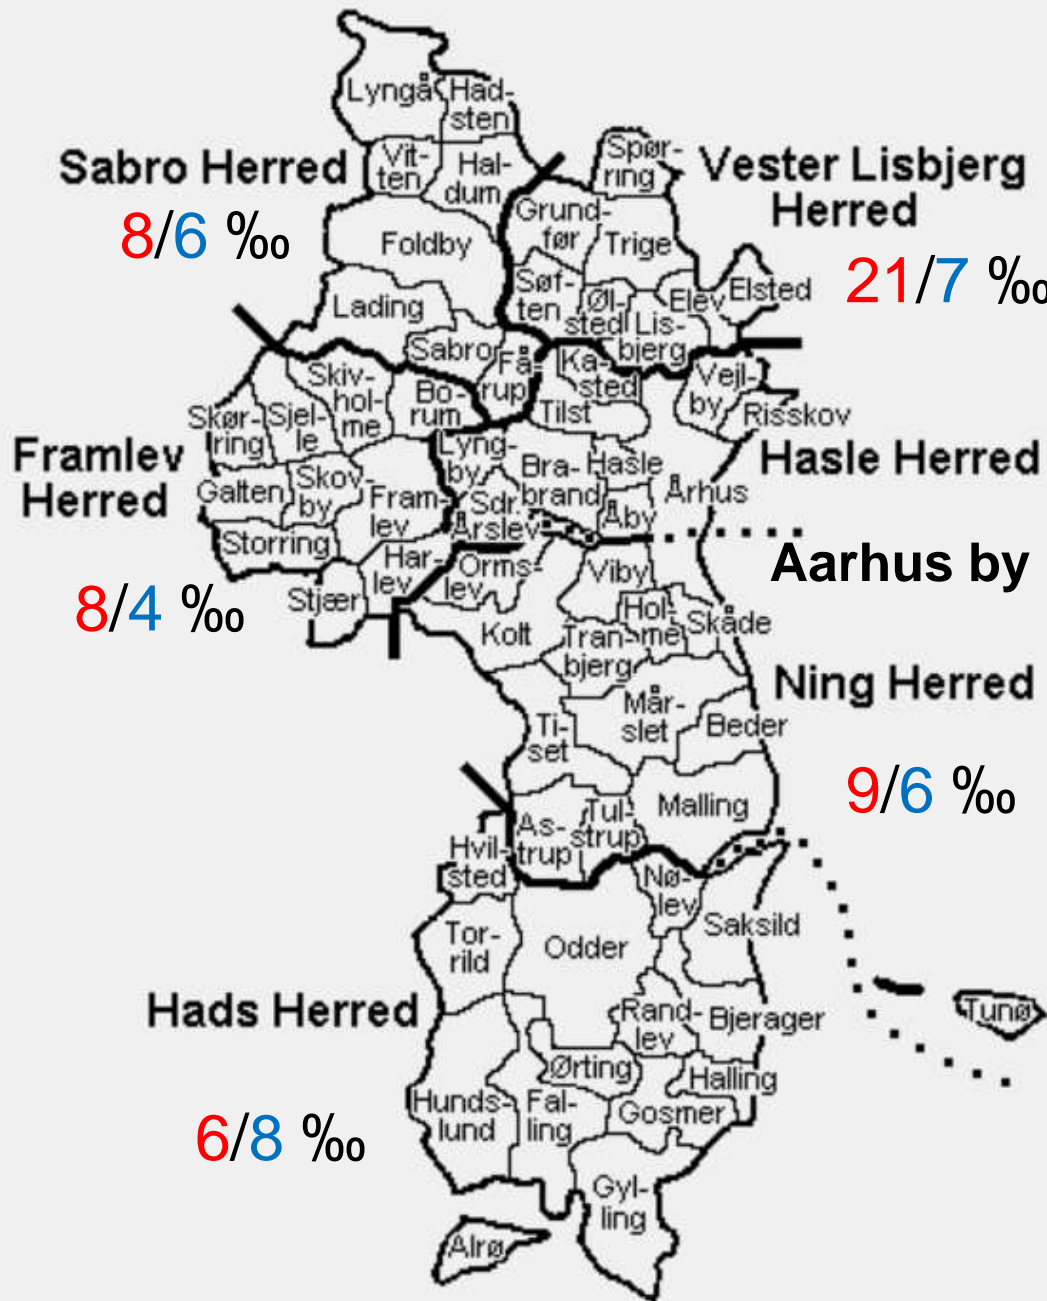 Lyngå
Had-
sten
Sabro Herred
8/6 ‰
Vit-
ten
Hal-
dum
Spør-
ring
Vester Lisbjerg
Herred
21/7 ‰
Grund-
før
Trige
Foldby
Søf-
ten
Øl-
sted
Elev
Elsted
Lis-
bjerg
Lading
Sabro
Få-
rup
Ka-
sted
Vejl-
by
Risskov
Skiv-
hol-
me
Bo-
rum
Tilst
Skør-
ring
Sjel-
le
Framlev
Herred
8/4 ‰
Lyng-
by
Bra-
brand
Hasle
Hasle Herred
Galten
Skov-
by
Fram-
lev
Sdr.
Årslev
Åby
Århus
Storring
Har-
lev
Orms-
lev
Viby
Aarhus by
Stjær
Kolt
Tran-
bjerg
Hol-
me
Skåde
Ning Herred
9/6 ‰
Mår-
slet
Beder
Ti-
set
Malling
As-
trup
Tul-
strup
Hvil-
sted
Nø-
lev
Saksild
Tor-
rild
Odder
Hads Herred
6/8 ‰
Rand-
lev
Bjerager
Tunø
Ørting
Halling
Hunds-
lund
Fal-
ling
Gosmer
Gyl-
ling
Alrø